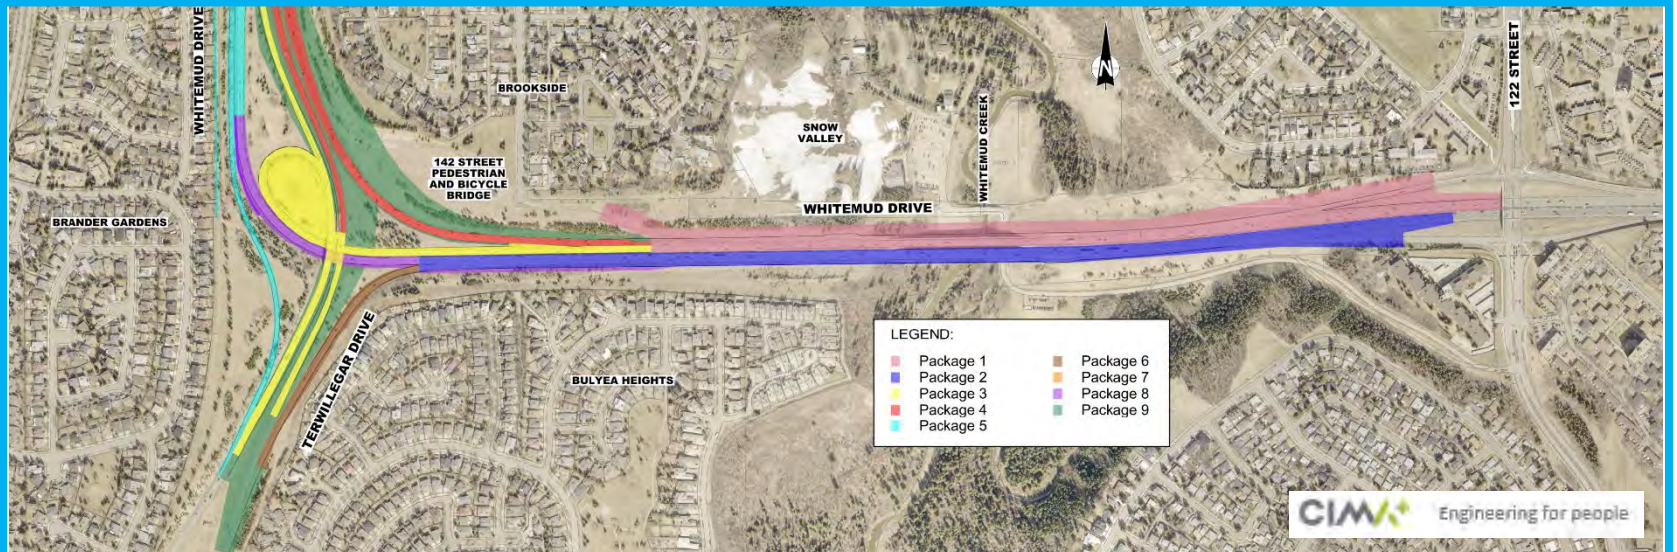 WHITEMUD DRIVE
BROOKSIDE
SNOW
VALLEY
WHITEMUD CREEK
N
122 STREET
142 STREET
PEDESTRIAN
AND BICYCLE
BRIDGE
WHITEMUD DRIVE
BRANDER GARDENS
TERWILLEGAR DRIVE
BULYEA HEIGHTS
LEGEND:
Package 1
Package 2
Package 3
Package 4
Package 5
Package 6
Package 7
Package 8
Package 9
CIMA+
Engineering for people